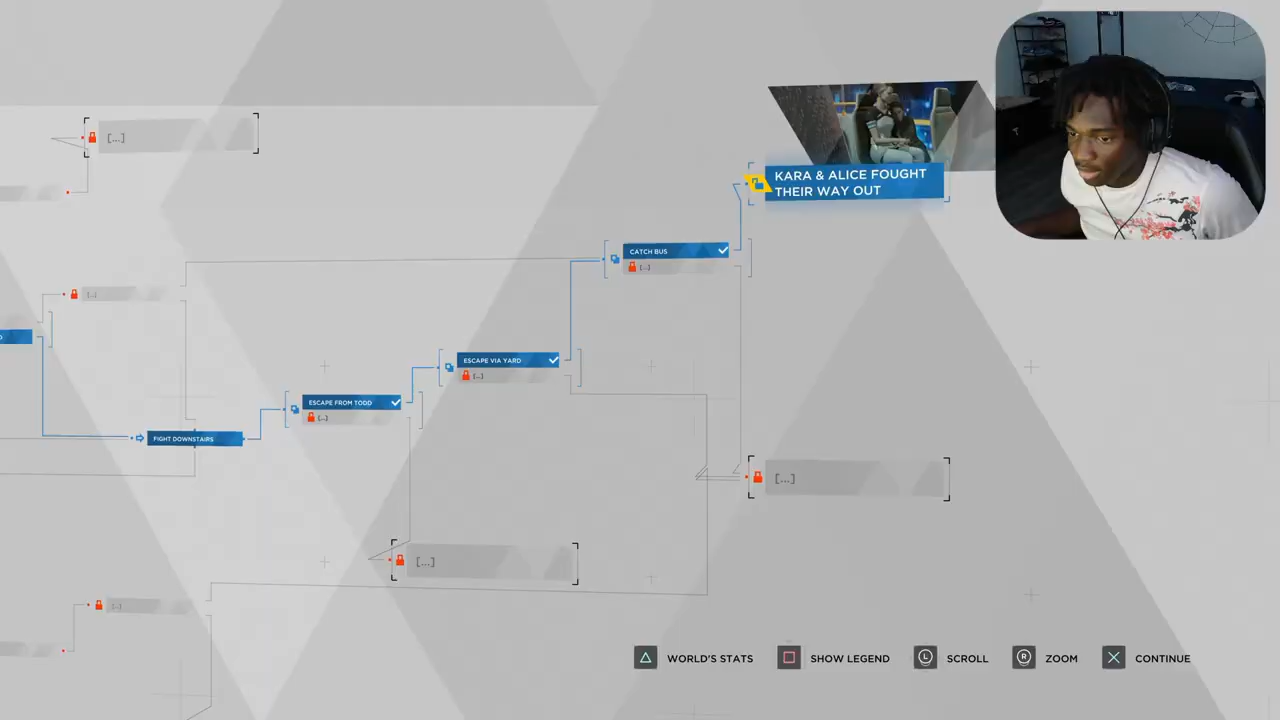 [...]
KARA & ALICE FOUGHT
THEIR WAY OUT
CATCH BUS
[...]
[...]
ESCAPE VIA YARD
[...]
ESCAPE FROM TODD
[...]
FIGHT DOWNSTAIRS
[...]
[...]
[...]
WORLD'S STATS
SHOW LEGEND
L
SCROLL
R
ZOOM
CONTINUE